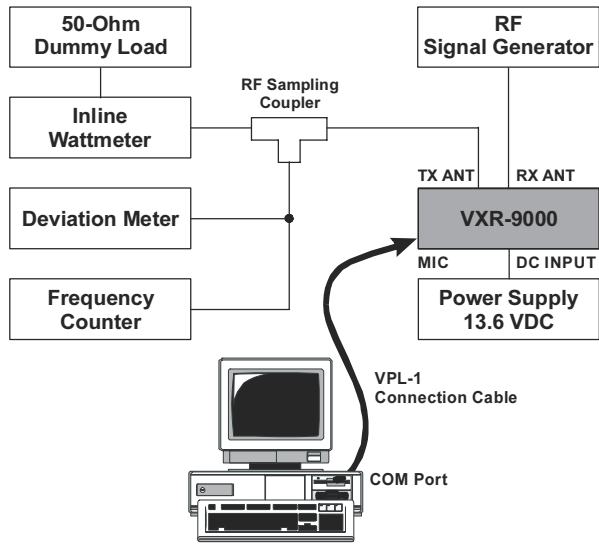 50-Ohm
Dummy Load
RF
Signal Generator
RF Sampling
Coupler
Inline
Wattmeter
TX ANT
RX ANT
Deviation Meter
VXR-9000
MIC
DC INPUT
Frequency
Counter
Power Supply
13.6 VDC
VPL-1
Connection Cable
COM Port